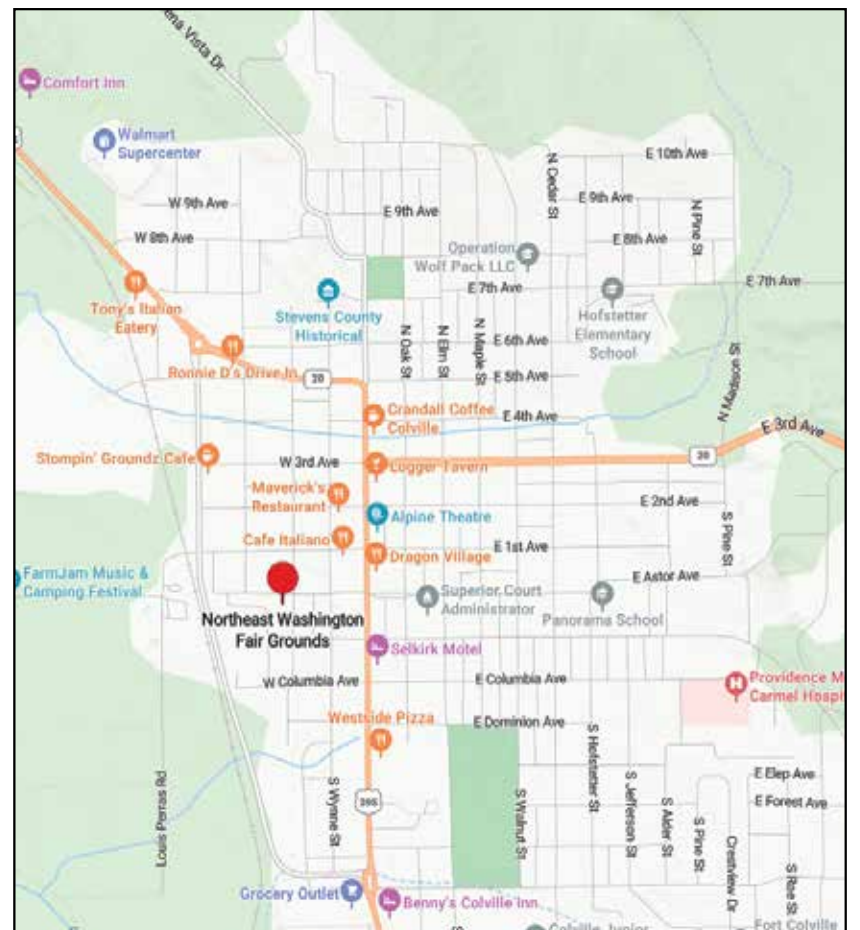 ena Vista Dr
Comfort Inn
Walmart
Supercenter
E 10th Ave
N Cedar St
W 9th Ave
E 9th Ave
E 9th Ave
N Pine St
W 8th Ave
E 8th Ave
Operation
Wolf Pack LLC
E 7th Ave
E 7th Ave
Tony's Italian
Eatery
Stevens County
Historical
Hofstetter
Elementary
School
N Oak St
N Elm St
N Maple St
E 6th Ave
N Madison St
Ronnie D's Drive In
20
E 5th Ave
Crandall Coffee
Colville
E 4th Ave
E 3rd Ave
Stompin' Groundz Cafe
W 3rd Ave
Logger Tavern
20
Maverick's
Restaurant
E 2nd Ave
Alpine Theatre
S Pine St
Cafe Italiano
Dragon Village
E 1st Ave
FarmJam Music &
Camping Festival
E Astor Ave
Superior Court
Administrator
Panorama School
Northeast Washington
Fair Grounds
Selkirk Motel
W Columbia Ave
E Columbia Ave
Providence M
Carmel Hospi
Westside Pizza
E Dominion Ave
S Hofstetter St
Louis Perras Rd
S Wynne St
395
S Walnut St
S Jefferson St
S Alder St
S Pine St
E Elep Ave
E Forest Ave
Crestview Dr
S Rise St
Grocery Outlet
Benny's Colville Inn
Colville Junior
Fort Colville